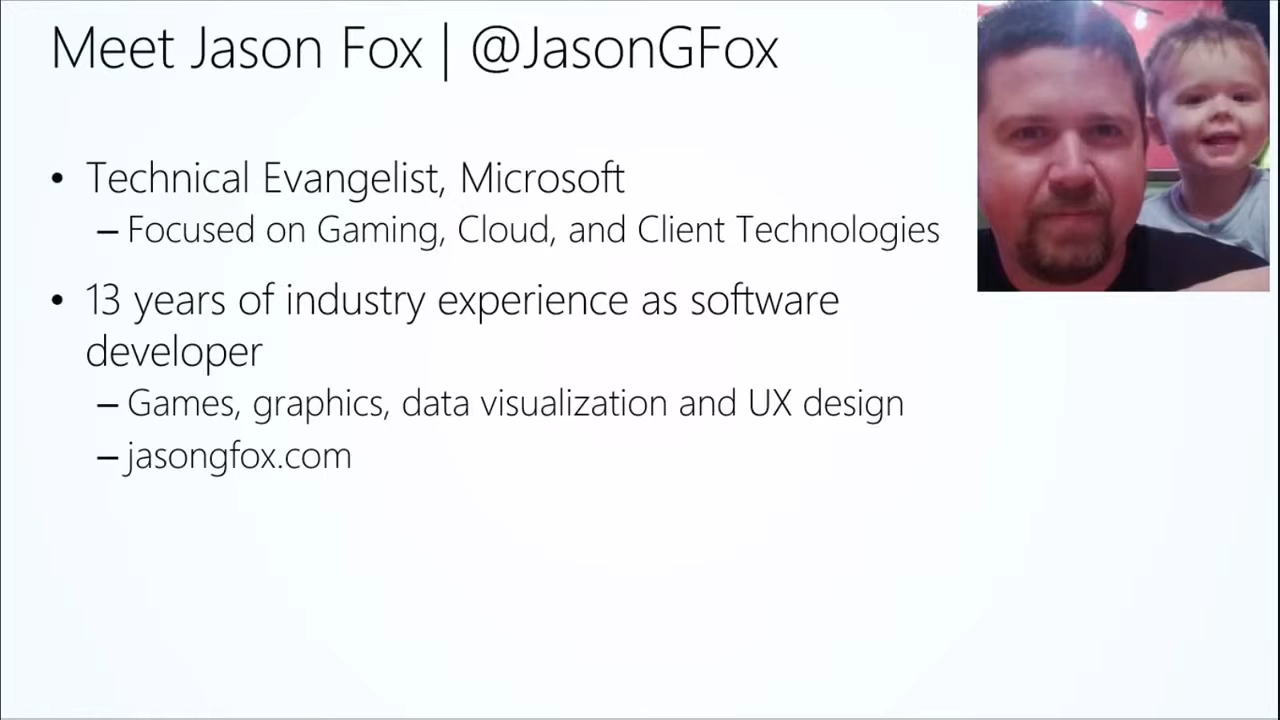 Meet Jason Fox | @JasonGFox
• Technical Evangelist, Microsoft
– Focused on Gaming, Cloud, and Client Technologies
• 13 years of industry experience as software
developer
– Games, graphics, data visualization and UX design
– jasongfox.com